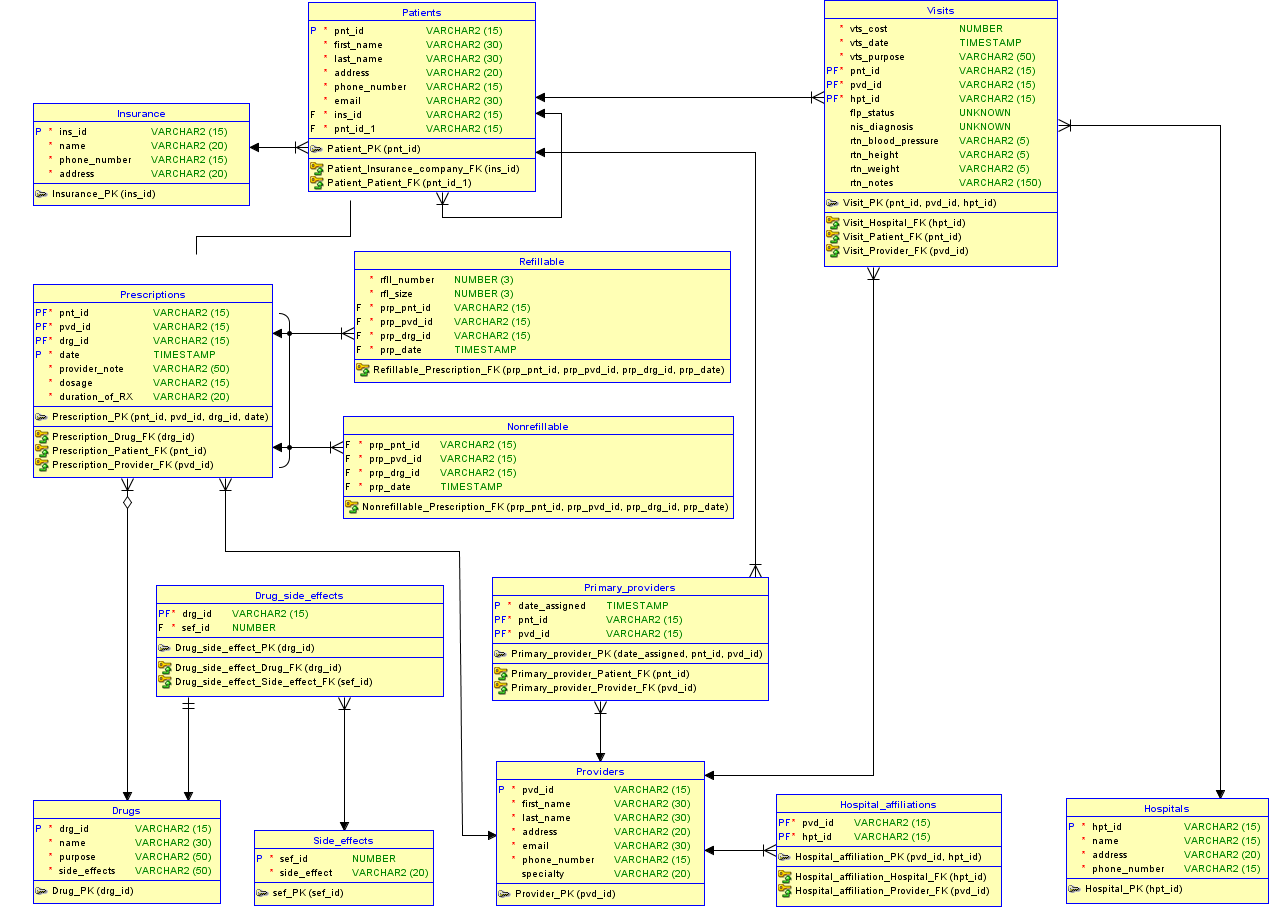 Patients
P * pnt_id VARCHAR2 (15)
* first_name VARCHAR2 (30)
* last_name VARCHAR2 (30)
* address VARCHAR2 (20)
* phone_number VARCHAR2 (15)
* email VARCHAR2 (30)
F * ins_id VARCHAR2 (15)
F * pnt_id_1 VARCHAR2 (15)
Patient_PK (pnt_id)
Patient_Insurance_company_FK (ins_id)
Patient_Patient_FK (pnt_id_1)
Visits
* vts_cost NUMBER
* vts_date TIMESTAMP
* vts_purpose VARCHAR2 (50)
PF* pnt_id VARCHAR2 (15)
PF* pvd_id VARCHAR2 (15)
PF* hpt_id VARCHAR2 (15)
flp_status UNKNOWN
nis_diagnosis UNKNOWN
rtn_blood_pressure VARCHAR2 (5)
rtn_height VARCHAR2 (5)
rtn_weight VARCHAR2 (5)
rtn_notes VARCHAR2 (150)
Visit_PK (pnt_id, pvd_id, hpt_id)
Visit_Hospital_FK (hpt_id)
Visit_Patient_FK (pnt_id)
Visit_Provider_FK (pvd_id)
Insurance
P * ins_id VARCHAR2 (15)
* name VARCHAR2 (20)
* phone_number VARCHAR2 (15)
* address VARCHAR2 (20)
Insurance_PK (ins_id)
Refillable
* rfll_number NUMBER (3)
* rfl_size NUMBER (3)
F * prp_pnt_id VARCHAR2 (15)
F * prp_pvd_id VARCHAR2 (15)
F * prp_drg_id VARCHAR2 (15)
F * prp_date TIMESTAMP
Refillable_Prescription_FK (prp_pnt_id, prp_pvd_id, prp_drg_id, prp_date)
Prescriptions
PF* pnt_id VARCHAR2 (15)
PF* pvd_id VARCHAR2 (15)
PF* drg_id VARCHAR2 (15)
P * date TIMESTAMP
* provider_note VARCHAR2 (50)
* dosage VARCHAR2 (15)
* duration_of_RX VARCHAR2 (20)
Prescription_PK (pnt_id, pvd_id, drg_id, date)
Prescription_Drug_FK (drg_id)
Prescription_Patient_FK (pnt_id)
Prescription_Provider_FK (pvd_id)
Nonrefillable
F * prp_pnt_id VARCHAR2 (15)
F * prp_pvd_id VARCHAR2 (15)
F * prp_drg_id VARCHAR2 (15)
F * prp_date TIMESTAMP
Nonrefillable_Prescription_FK (prp_pnt_id, prp_pvd_id, prp_drg_id, prp_date)
Drug_side_effects
PF* drg_id VARCHAR2 (15)
F * sef_id NUMBER
Drug_side_effect_PK (drg_id)
Drug_side_effect_Drug_FK (drg_id)
Drug_side_effect_Side_effect_FK (sef_id)
Primary_providers
P * date_assigned TIMESTAMP
PF* pnt_id VARCHAR2 (15)
PF* pvd_id VARCHAR2 (15)
Primary_provider_PK (date_assigned, pnt_id, pvd_id)
Primary_provider_Patient_FK (pnt_id)
Primary_provider_Provider_FK (pvd_id)
Drugs
P * drg_id VARCHAR2 (15)
* name VARCHAR2 (30)
* purpose VARCHAR2 (50)
* side_effects VARCHAR2 (50)
Drug_PK (drg_id)
Side_effects
P * sef_id NUMBER
* side_effect VARCHAR2 (20)
sef_PK (sef_id)
Providers
P * pvd_id VARCHAR2 (15)
* first_name VARCHAR2 (30)
* last_name VARCHAR2 (30)
* address VARCHAR2 (20)
* email VARCHAR2 (30)
* phone_number VARCHAR2 (15)
specialty VARCHAR2 (20)
Provider_PK (pvd_id)
Hospital_affiliations
PF* pvd_id VARCHAR2 (15)
PF* hpt_id VARCHAR2 (15)
Hospital_affiliation_PK (pvd_id, hpt_id)
Hospital_affiliation_Hospital_FK (hpt_id)
Hospital_affiliation_Provider_FK (pvd_id)
Hospitals
P * hpt_id VARCHAR2 (15)
* name VARCHAR2 (15)
* address VARCHAR2 (20)
* phone_number VARCHAR2 (15)
Hospital_PK (hpt_id)